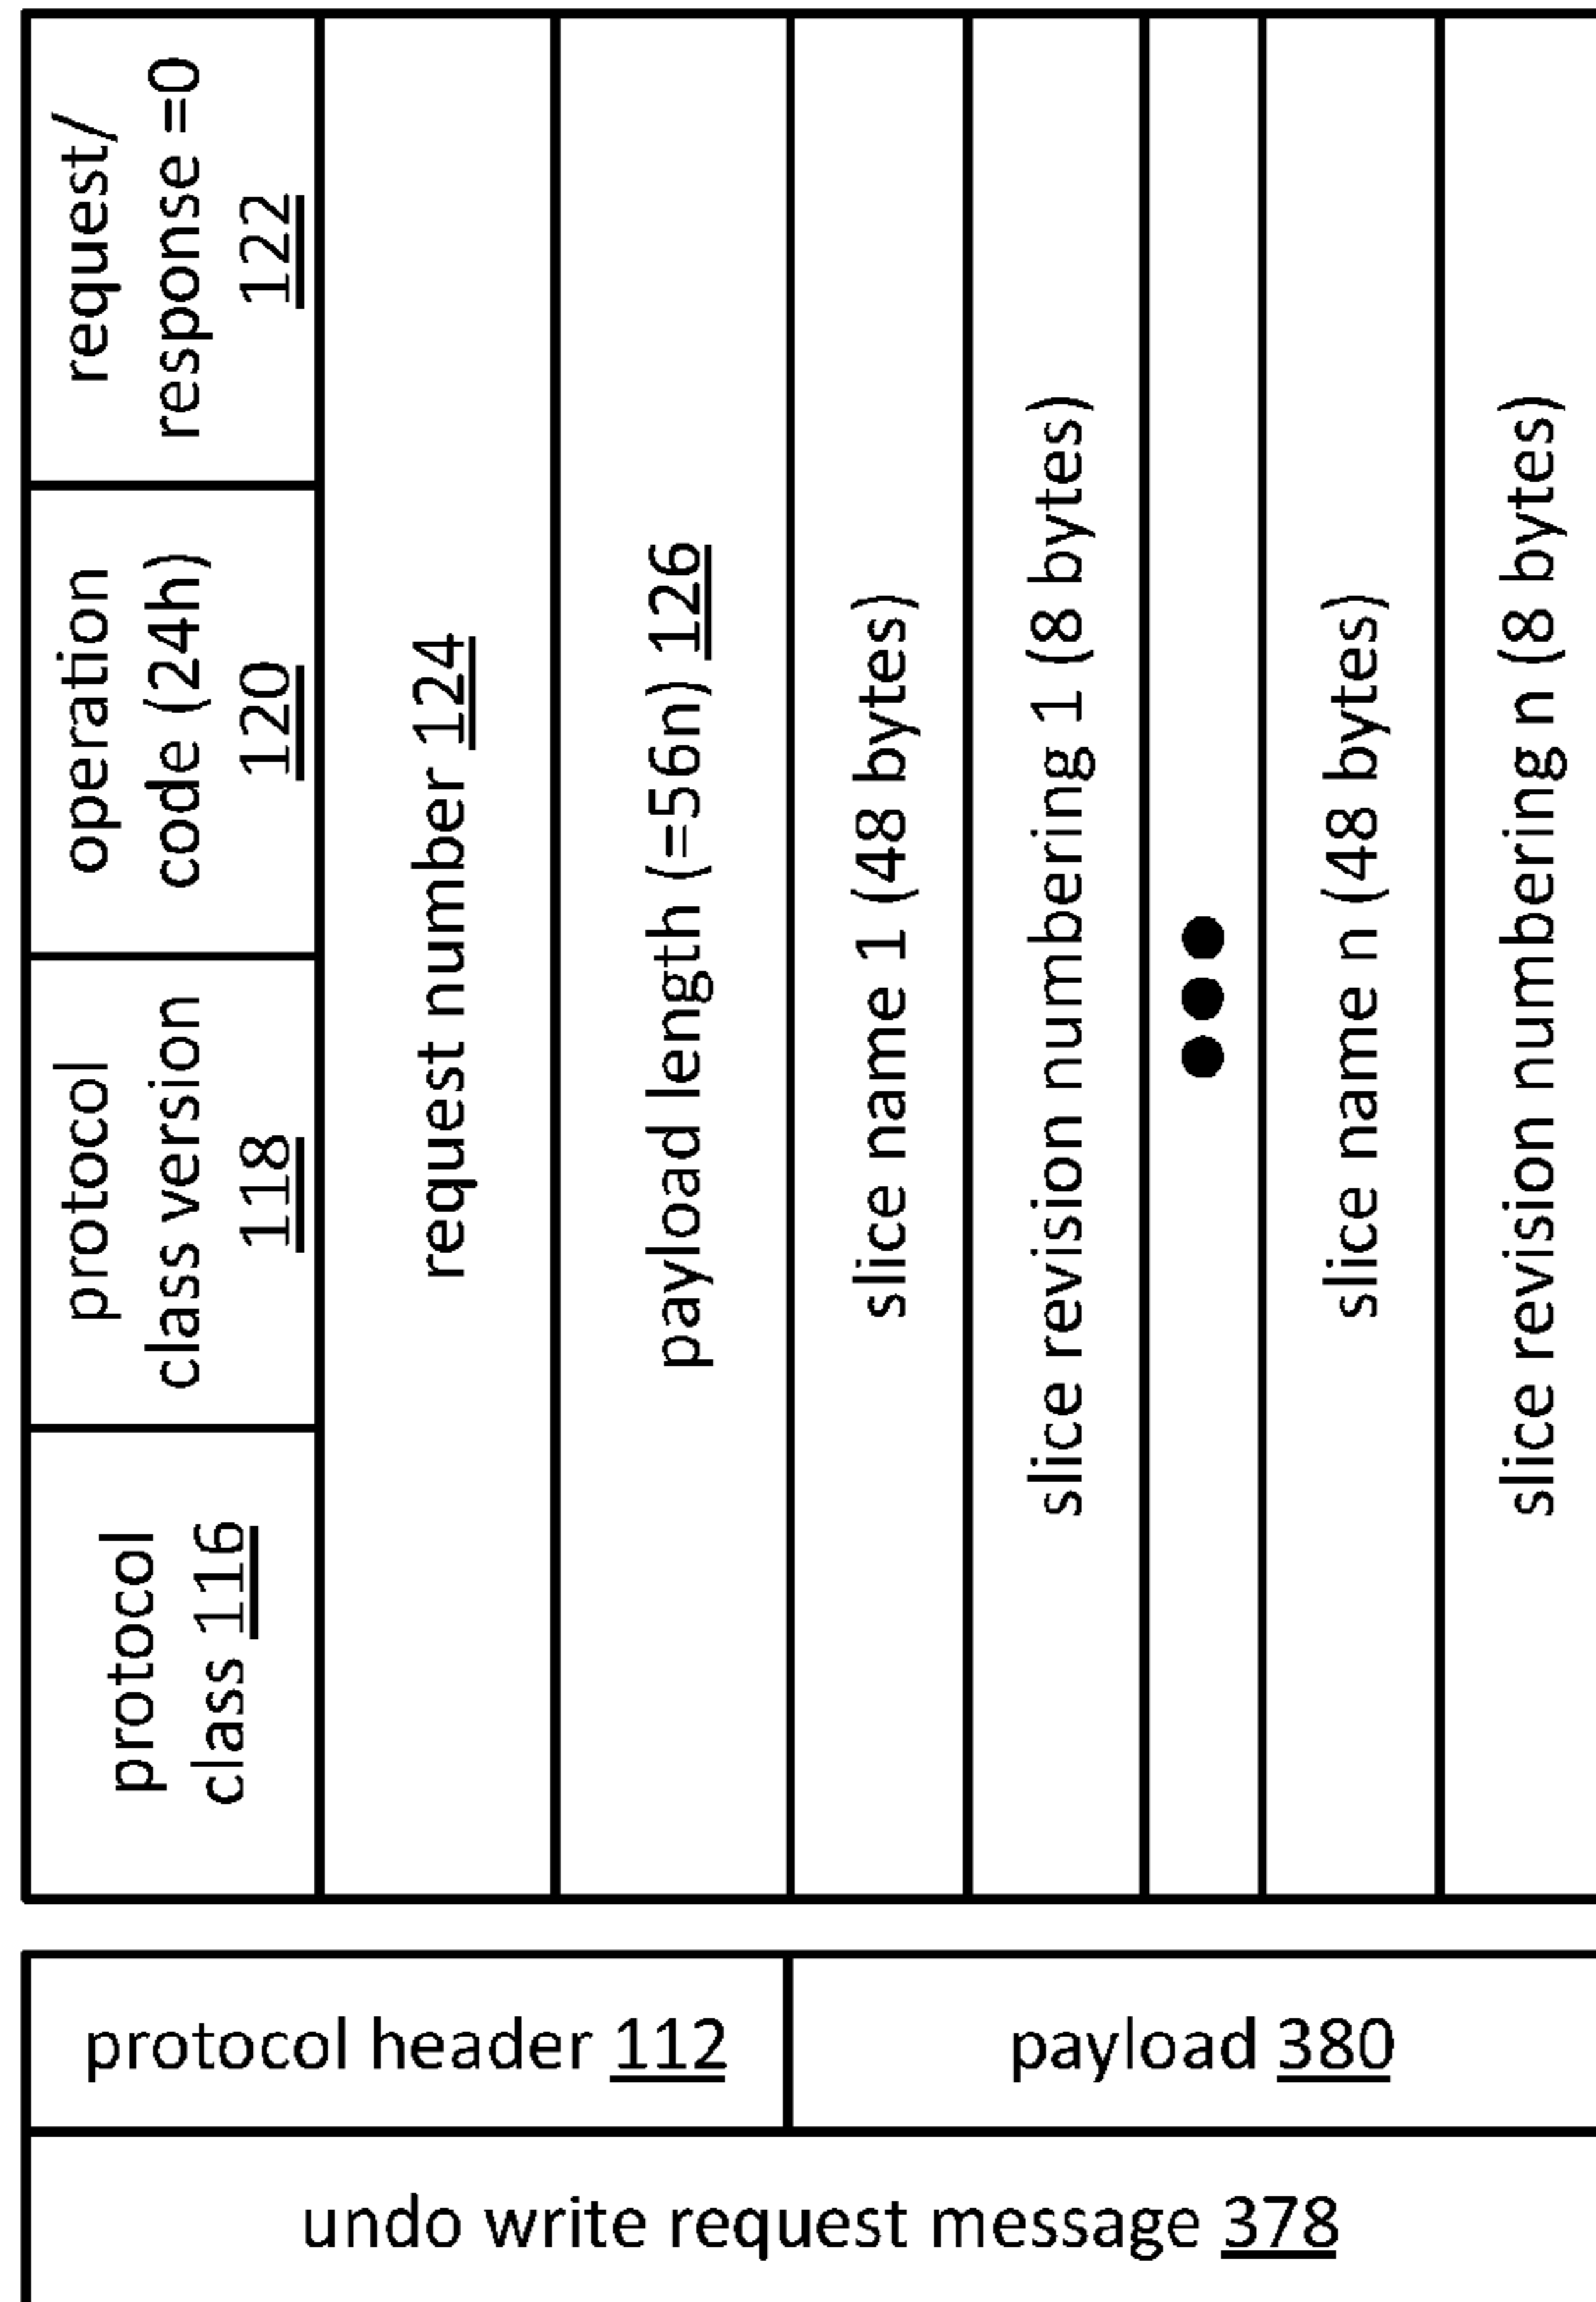 undo write request message 378
protocol header 112
payload 380
protocol
class 116
protocol
class version
118
operation
code (24h)
120
request/
response =0
122
request number 124
payload length (=56n) 126
slice name 1 (48 bytes)
slice revision numbering 1 (8 bytes)
slice name n (48 bytes)
slice revision numbering n (8 bytes)